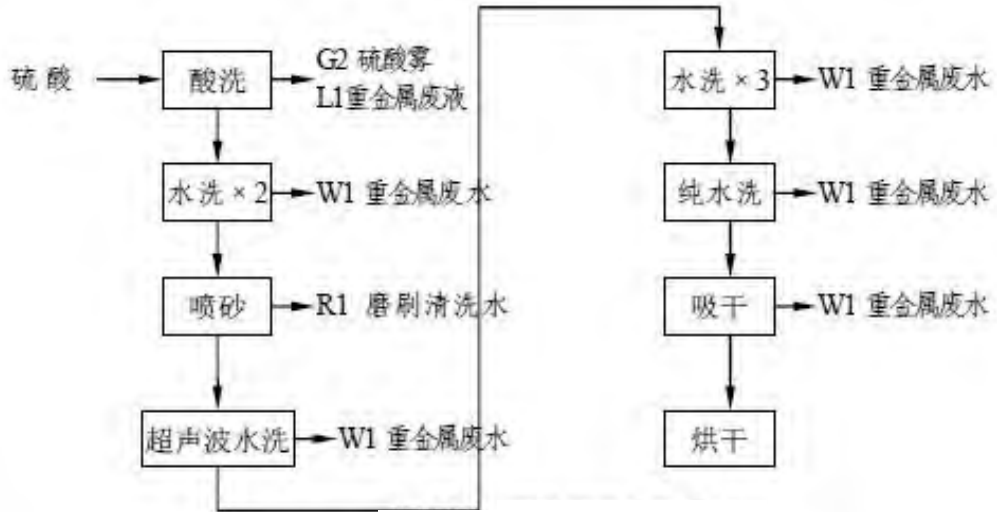 硫酸
酸洗
G2 硫酸雾
L1重金属废液
水洗×2
W1 重金属废水
喷砂
R1 磨刷清洗水
超声波水洗
W1 重金属废水
水洗×3
W1 重金属废水
纯水洗
W1 重金属废水
吸干
W1 重金属废水
烘干